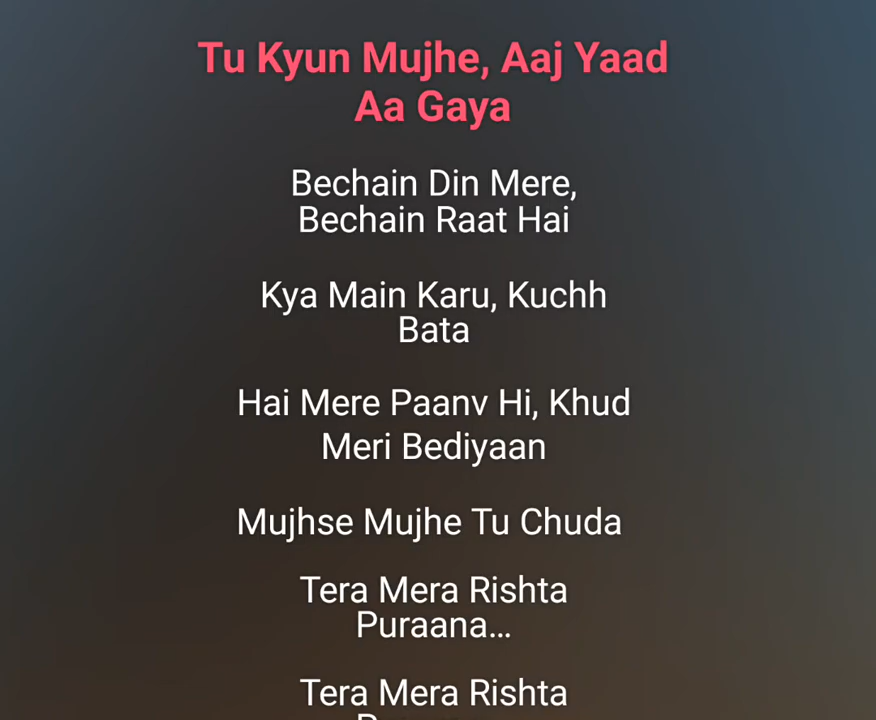 Tu Kyun Mujhe, Aaj Yaad
Aa Gaya
Bechain Din Mere,
Bechain Raat Hai
Kya Main Karu, Kuchh
Bata
Hai Mere Paanv Hi, Khud
Meri Bediyaan
Mujhse Mujhe Tu Chuda
Tera Mera Rishta
Puraana...
Tera Mera Rishta